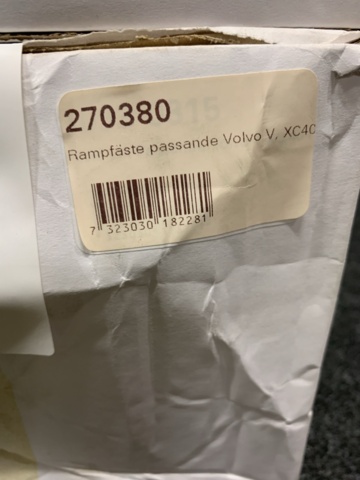 270380
Rampfäste passande Volvo V, XC40
7 323030 182281